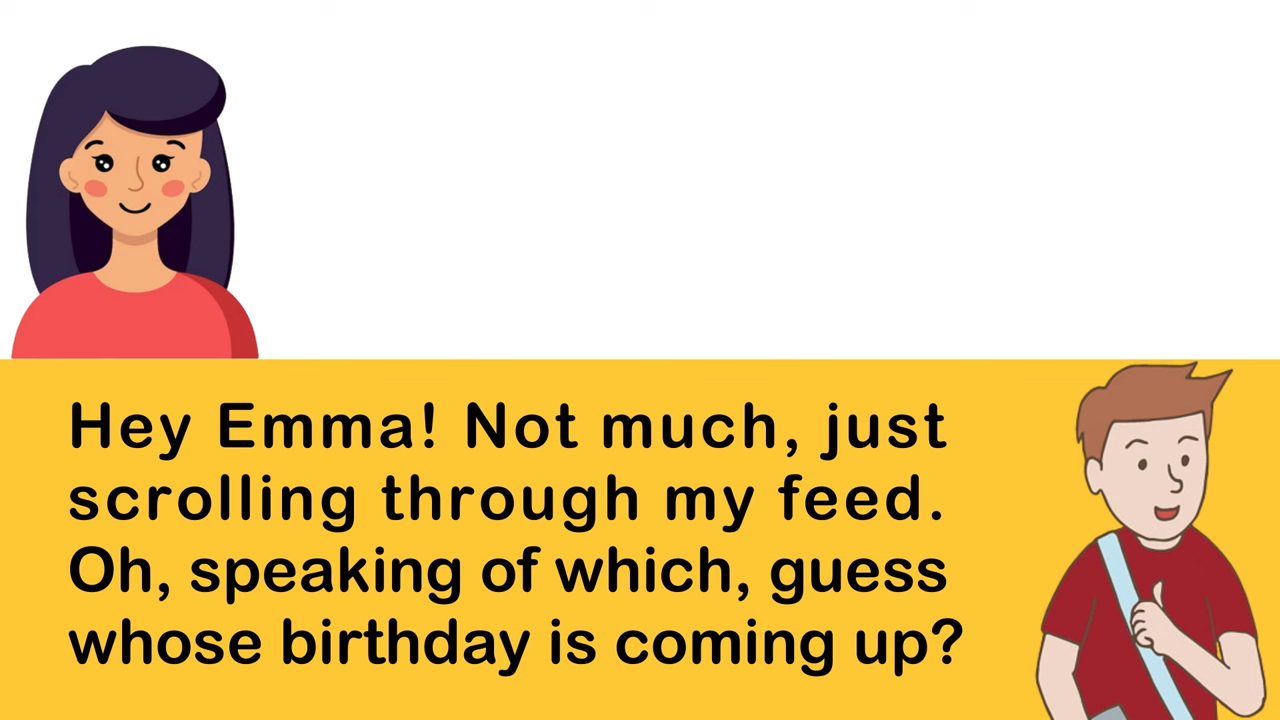 Hey Emma! Not much, just
scrolling through my feed.
Oh, speaking of which, guess
whose birthday is coming up?